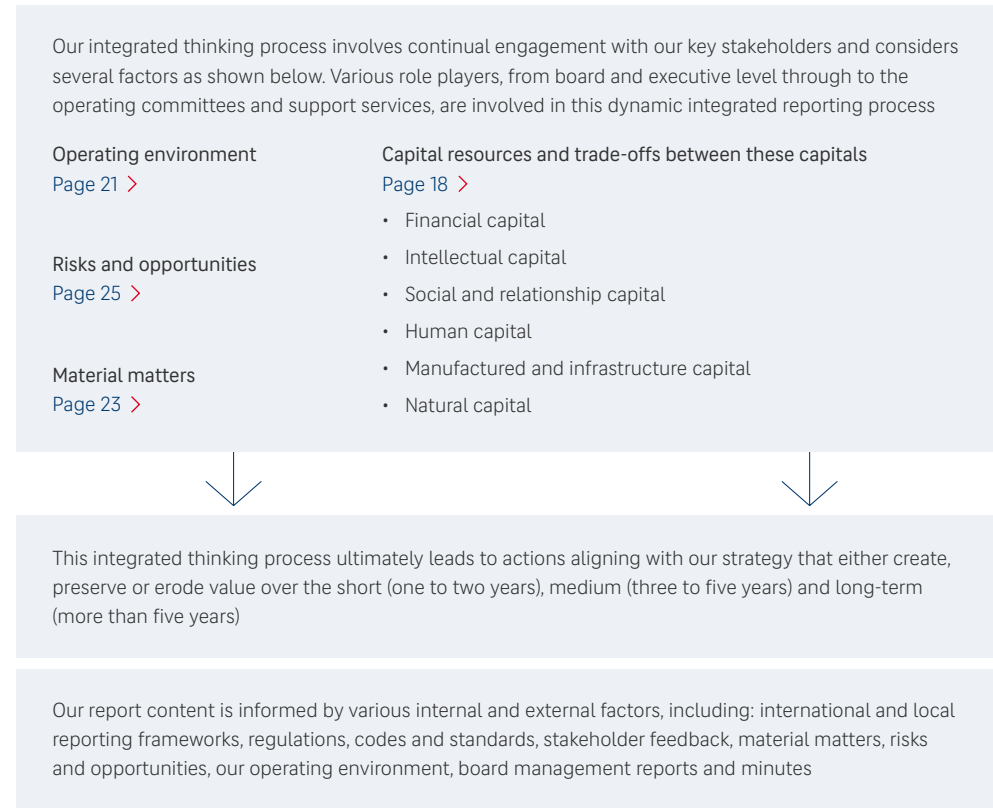 Our integrated thinking process involves continual engagement with our key stakeholders and considers
several factors as shown below. Various role players, from board and executive level through to the
operating committees and support services, are involved in this dynamic integrated reporting process
Operating environment
Page 21 >
Risks and opportunities
Page 25 >
Material matters
Page 23 >
Capital resources and trade-offs between these capitals
Page 18 >
• Financial capital
• Intellectual capital
• Social and relationship capital
• Human capital
• Manufactured and infrastructure capital
• Natural capital
This integrated thinking process ultimately leads to actions aligning with our strategy that either create,
preserve or erode value over the short (one to two years), medium (three to five years) and long-term
(more than five years)
Our report content is informed by various internal and external factors, including: international and local
reporting frameworks, regulations, codes and standards, stakeholder feedback, material matters, risks
and opportunities, our operating environment, board management reports and minutes